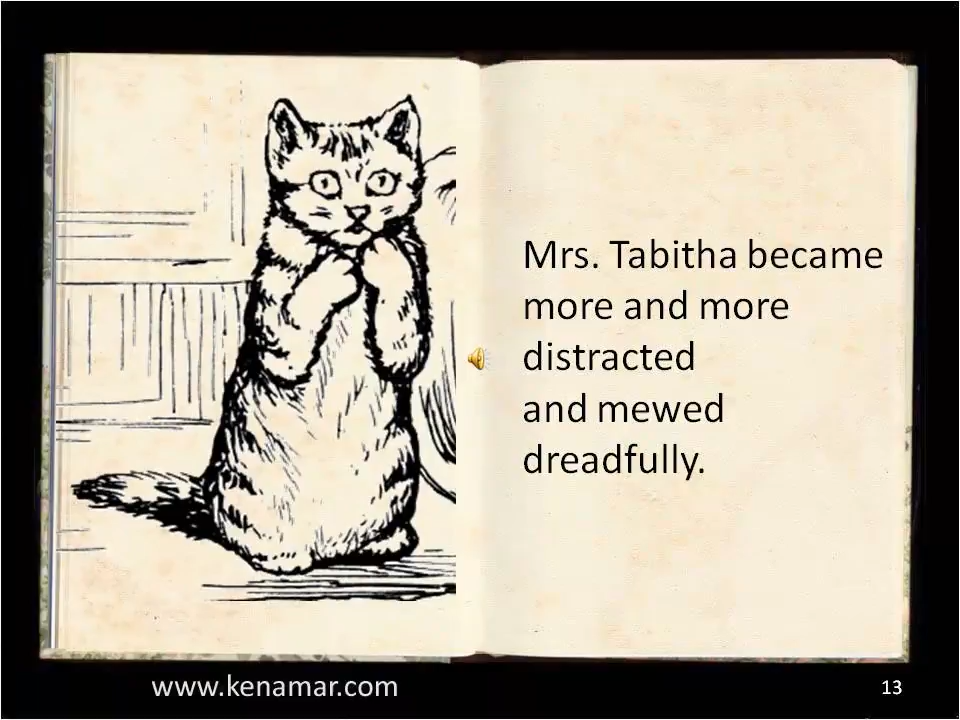 Mrs. Tabitha became
more and more
distracted
and mewed
dreadfully.
www.kenamar.com
13